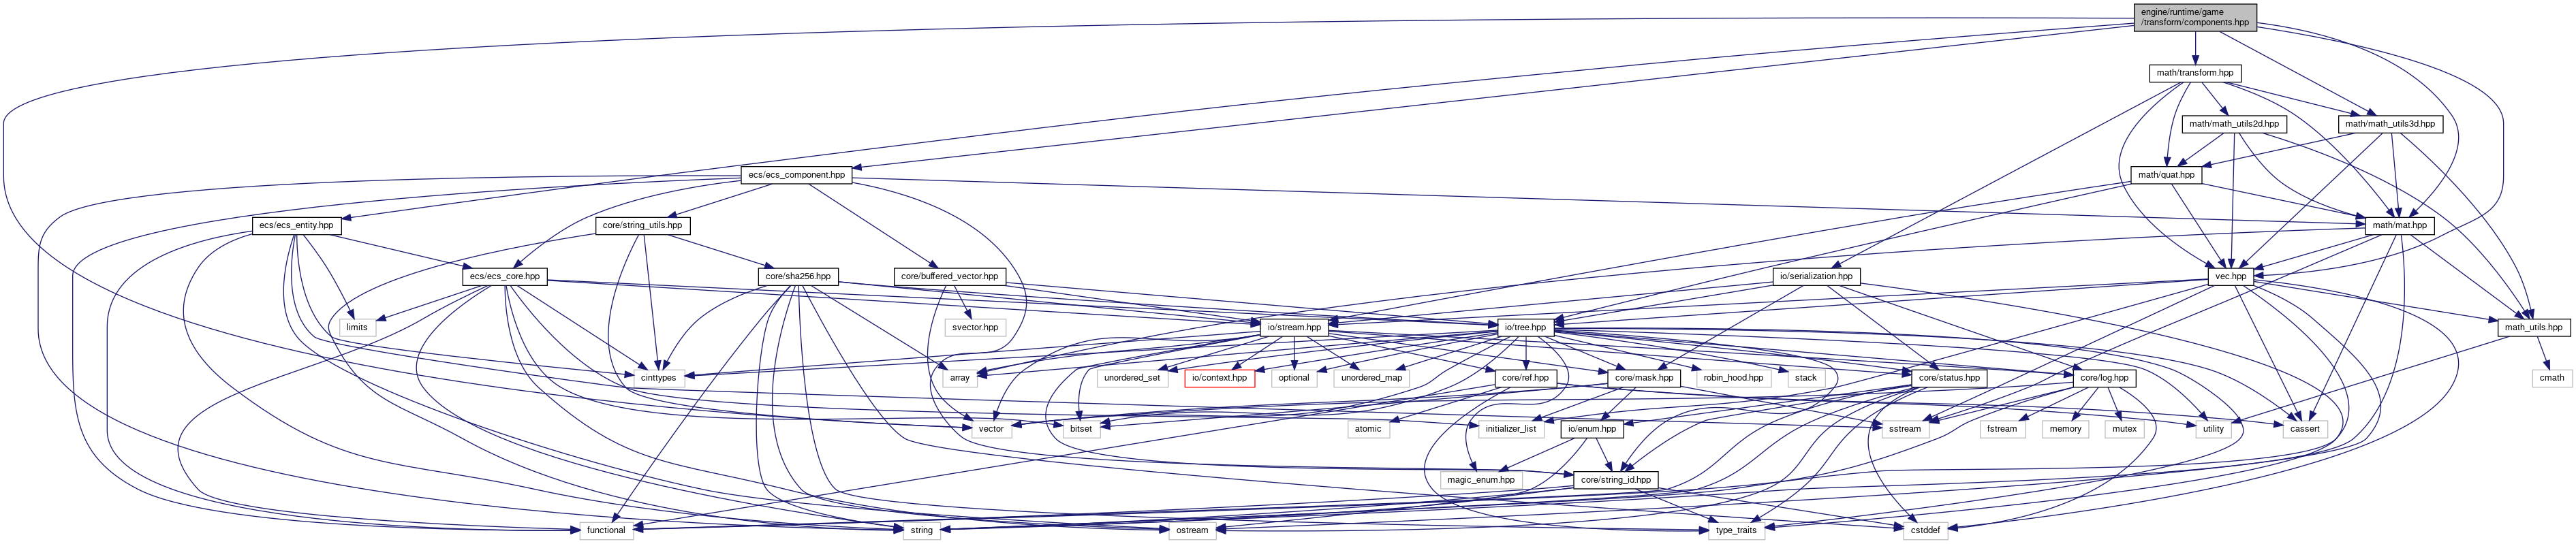 engine/runtime/game
/transform/components.hpp
math/transform.hpp
math/math_utils2d.hpp
math/math_utils3d.hpp
ecs/ecs_component.hpp
math/quat.hpp
ecs/ecs_entity.hpp
core/string_utils.hpp
math/mat.hpp
ecs/ecs_core.hpp
core/sha256.hpp
core/buffered_vector.hpp
io/serialization.hpp
vec.hpp
limits
svector.hpp
io/stream.hpp
io/tree.hpp
math_utils.hpp
cinttypes
array
unordered_set
io/context.hpp
optional
unordered_map
core/ref.hpp
core/mask.hpp
robin_hood.hpp
stack
core/status.hpp
core/log.hpp
cmath
vector
bitset
atomic
initializer_list
io/enum.hpp
sstream
fstream
memory
mutex
utility
cassert
magic_enum.hpp
core/string_id.hpp
functional
string
ostream
type_traits
cstddef